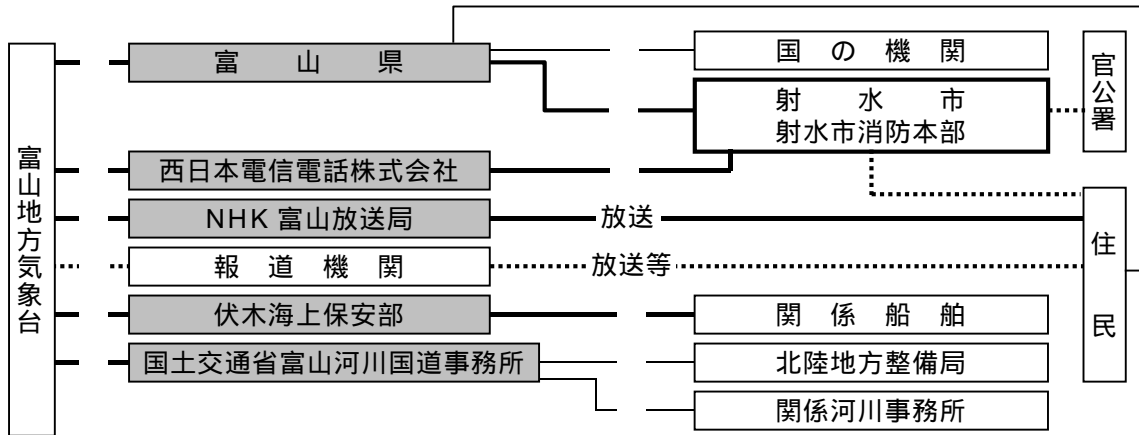 富山地方気象台
富山県
西日本電信電話株式会社
NHK 富山放送局
報道機関
伏木海上保安部
国土交通省富山河川国道事務所
放送
放送等
国の機関
射水市
射水市消防本部
関係船舶
北陸地方整備局
関係河川事務所
官公署
住民